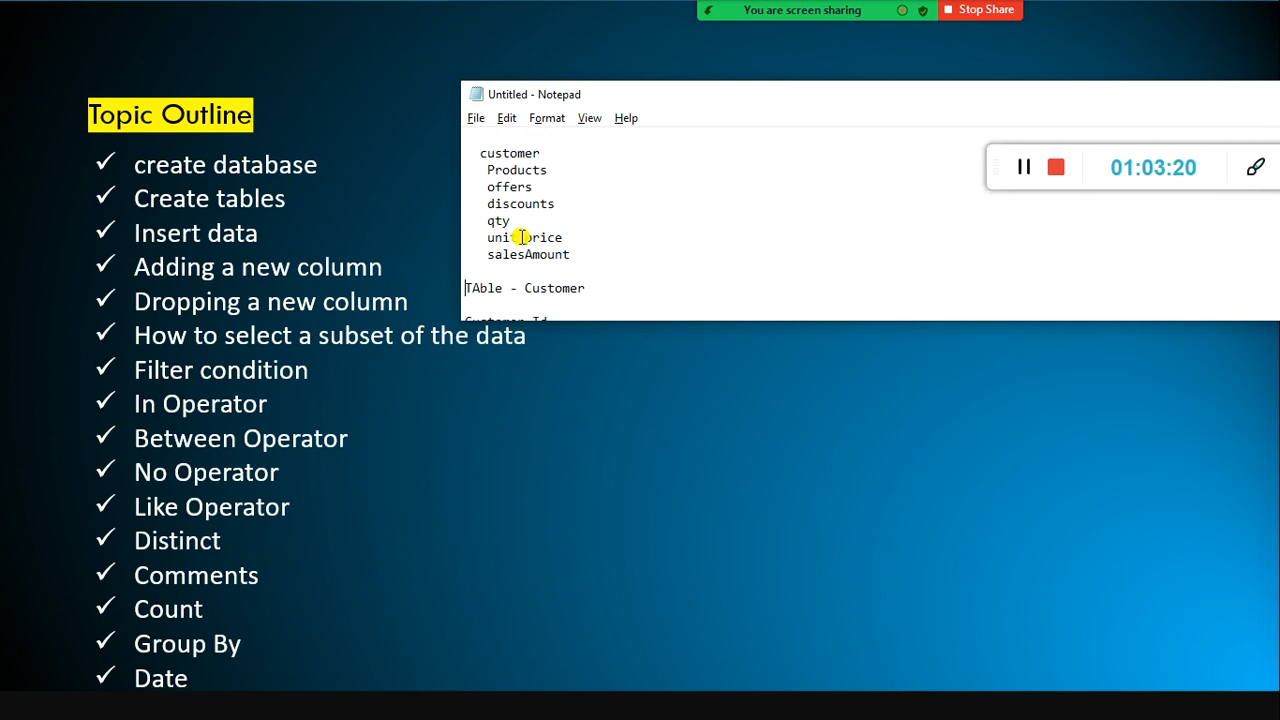 You are screen sharing
Stop Share
Topic Outline
create database
Create tables
Insert data
Adding a new column
Dropping a new column
How to select a subset of the data
Filter condition
In Operator
Between Operator
No Operator
Like Operator
Distinct
Comments
Count
Group By
Date
Untitled - Notepad
File Edit Format View Help
customer
Products
offers
discounts
qty
salesAmount
TAble - Customer
Customer Id
01:03:20